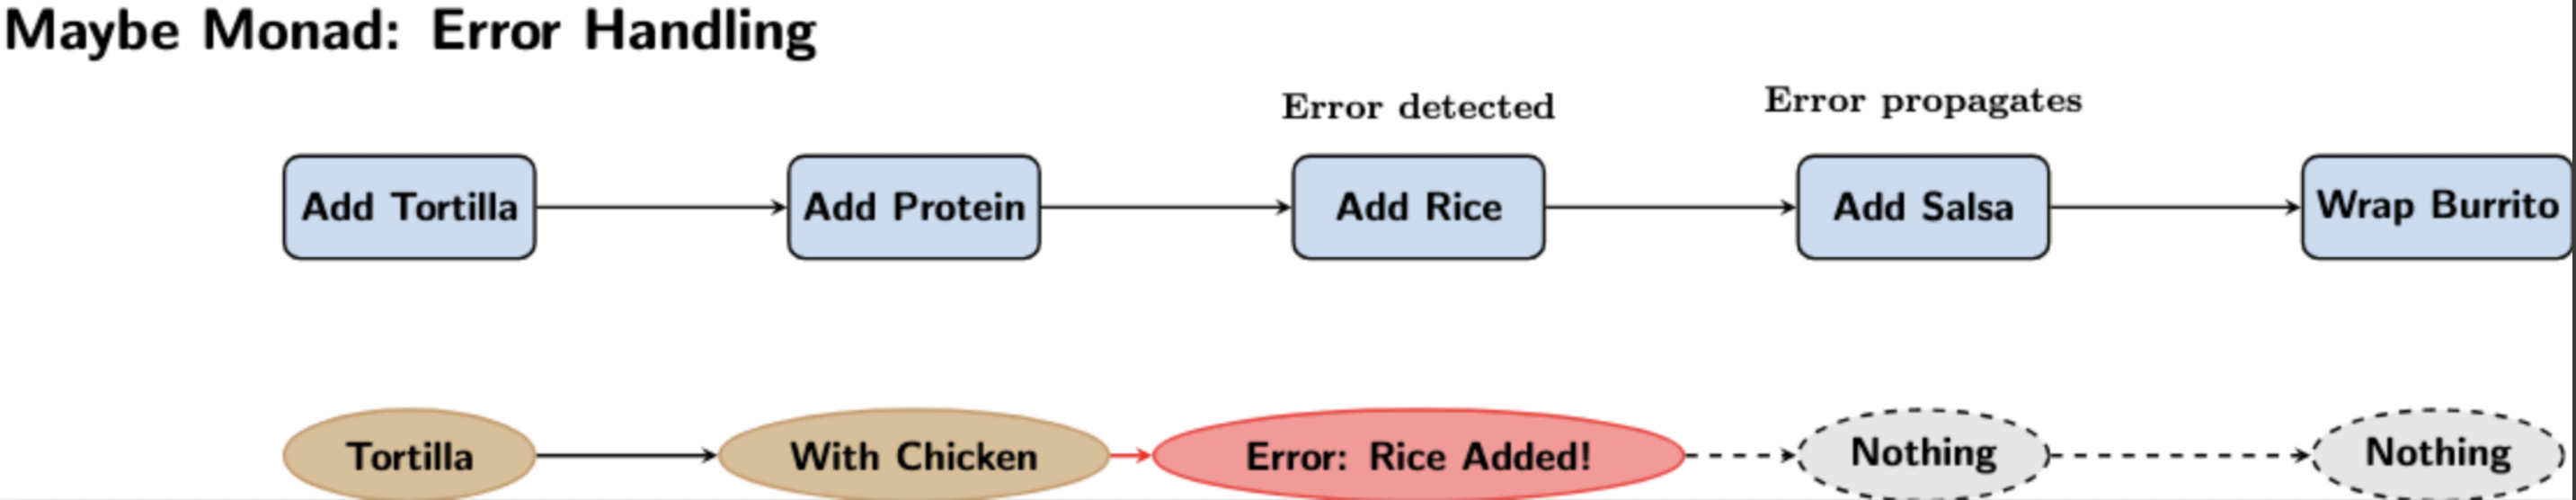 Maybe Monad: Error Handling
Error detected
Error propagates
Add Tortilla
Add Protein
Add Rice
Add Salsa
Wrap Burrito
Tortilla
With Chicken
Error: Rice Added!
Nothing
Nothing